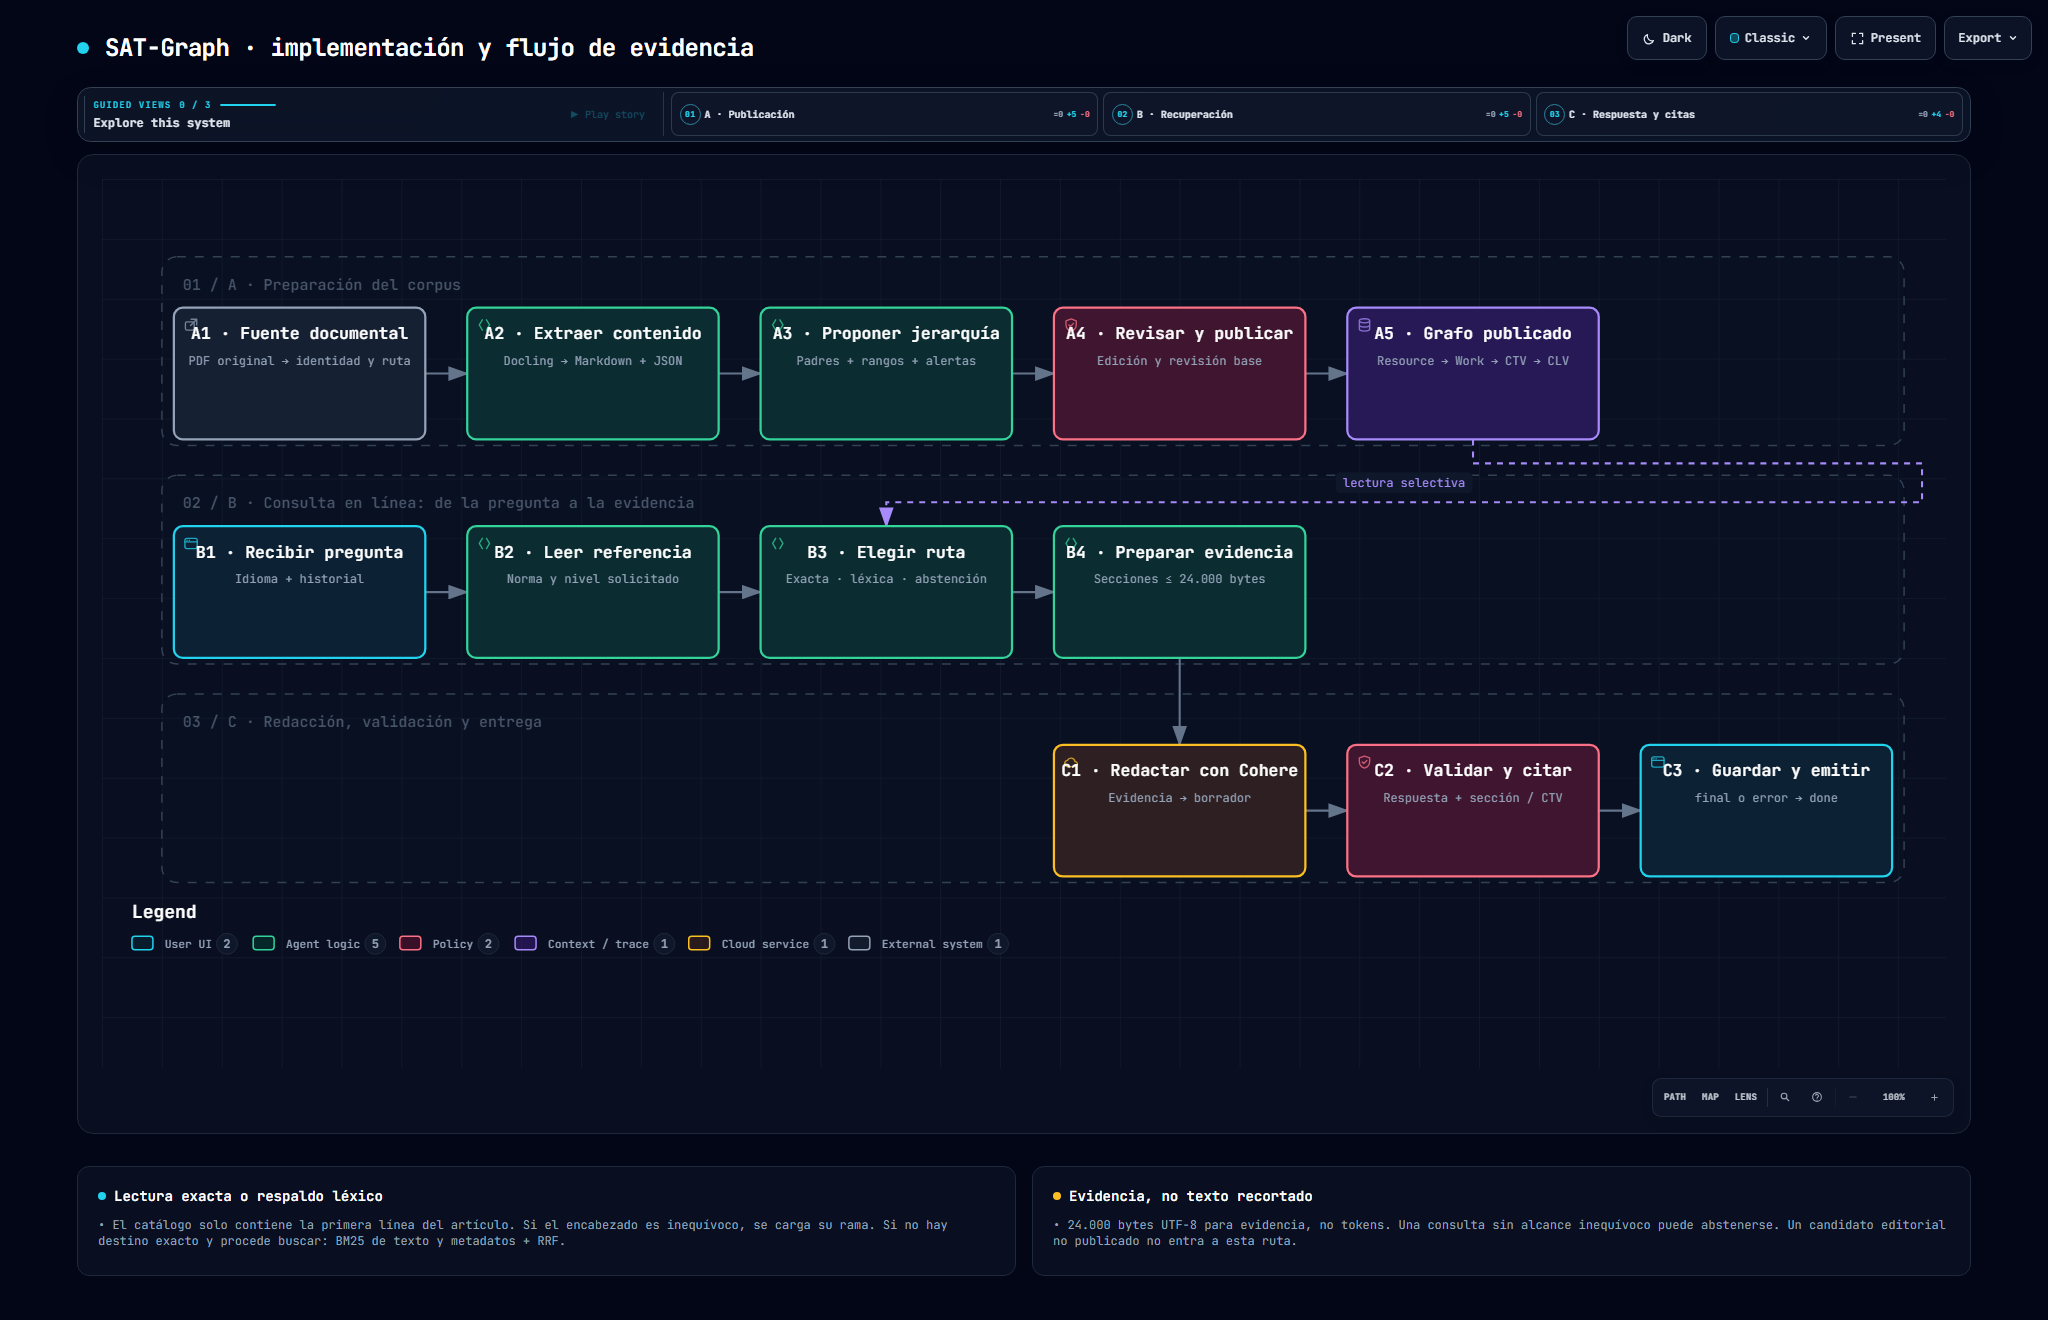 SAT-Graph · implementación y flujo de evidencia
Dark
Classic
Present
Export
GUIDED VIEWS 0 / 3
Explore this system
Play story
01 A · Publicación =0 +5 -0
02 B · Recuperación =0 +5 -0
03 C · Respuesta y citas =0 +4 -0
01 / A · Preparación del corpus
A1 · Fuente documental
PDF original → identidad y ruta
A2 · Extraer contenido
Docling → Markdown + JSON
A3 · Proponer jerarquía
Padres + rangos + alertas
A4 · Revisar y publicar
Edición y revisión base
A5 · Grafo publicado
Resource → Work → CTV → CLV
lectura selectiva
02 / B · Consulta en línea: de la pregunta a la evidencia
B1 · Recibir pregunta
Idioma + historial
B2 · Leer referencia
Norma y nivel solicitado
B3 · Elegir ruta
Exacta · léxica · abstención
B4 · Preparar evidencia
Secciones ≤ 24.000 bytes
03 / C · Redacción, validación y entrega
C1 · Redactar con Cohere
Evidencia → borrador
C2 · Validar y citar
Respuesta + sección / CTV
C3 · Guardar y emitir
final o error → done
Legend
User UI 2
Agent logic 5
Policy 2
Context / trace 1
Cloud service 1
External system 1
PATH MAP LENS − 100% +
Lectura exacta o respaldo léxico
• El catálogo solo contiene la primera línea del artículo. Si el encabezado es inequívoco, se carga su rama. Si no hay
destino exacto y procede buscar: BM25 de texto y metadatos + RRF.
Evidencia, no texto recortado
• 24.000 bytes UTF-8 para evidencia, no tokens. Una consulta sin alcance inequívoco puede abstenerse. Un candidato editorial
no publicado no entra a esta ruta.